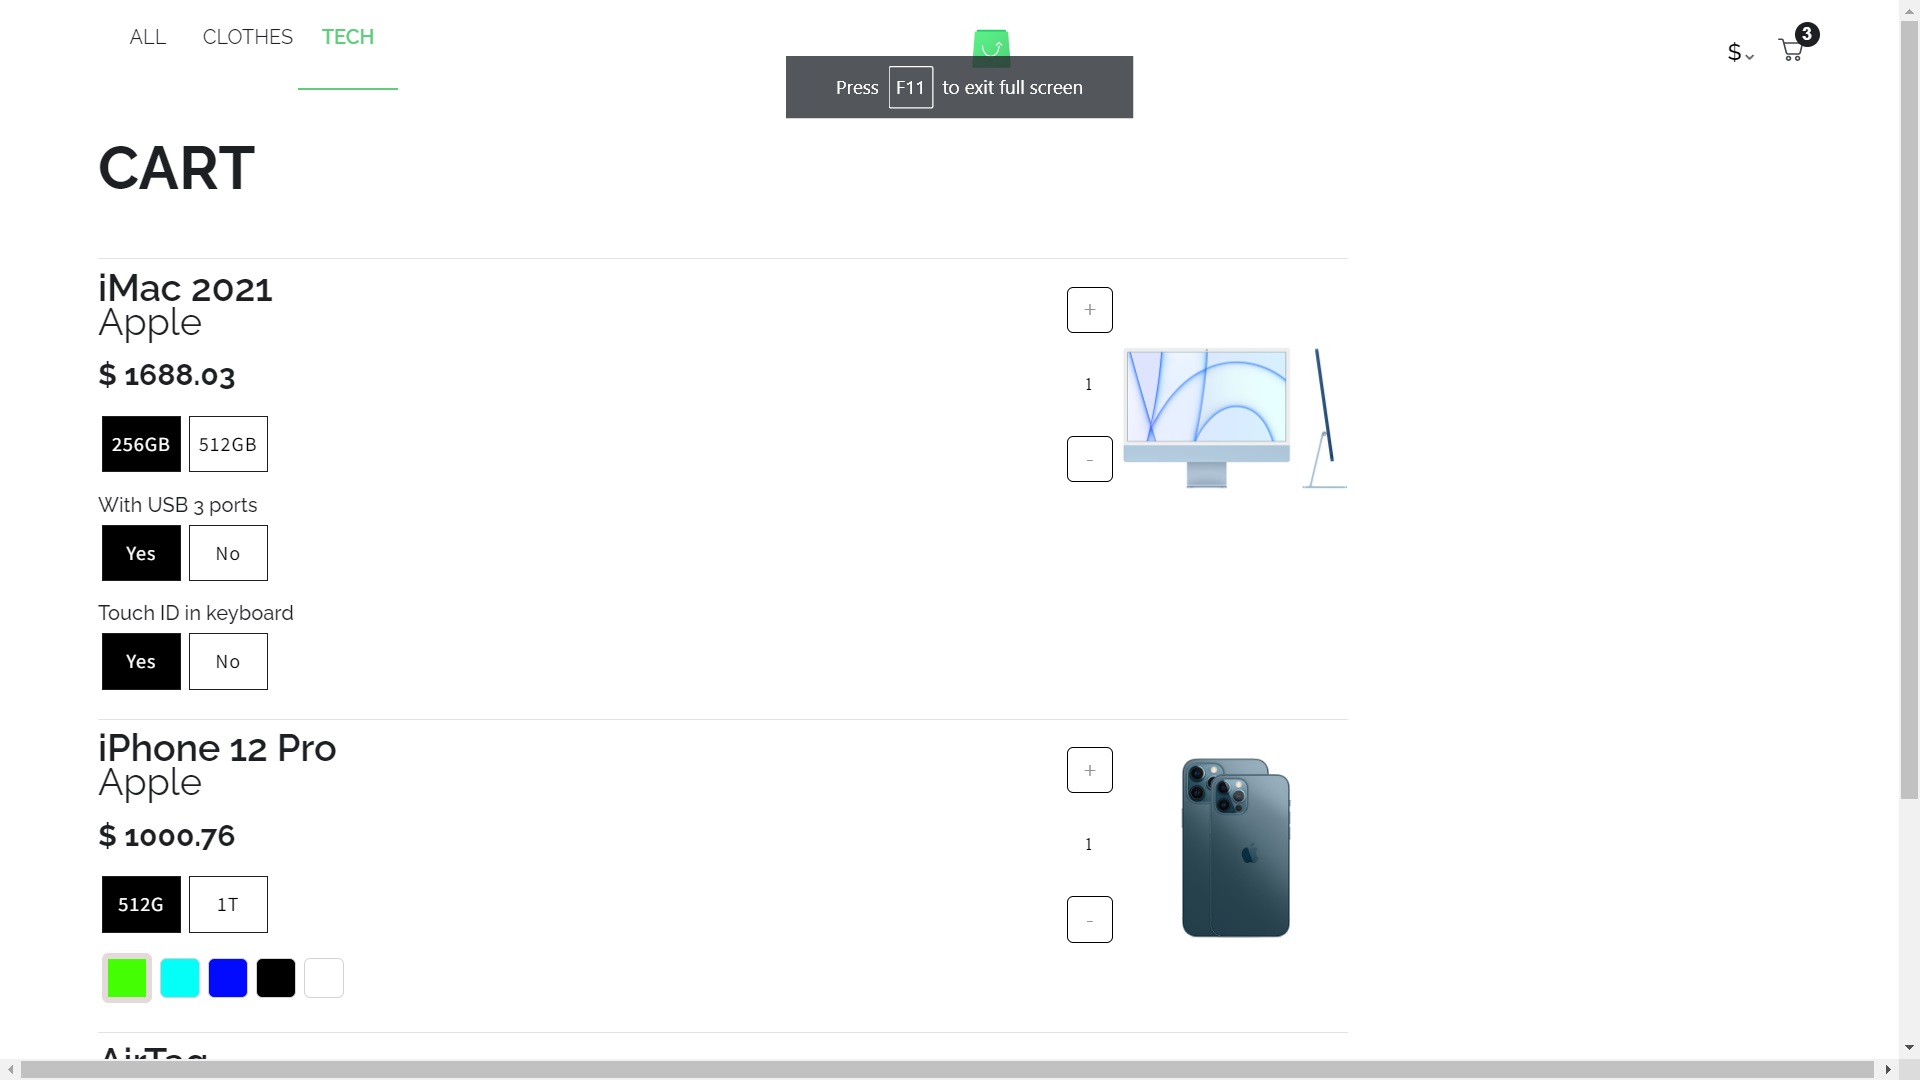 ALL CLOTHES TECH
$ 3
Press F11 to exit full screen
CART
iMac 2021
Apple
$ 1688.03
256GB 512GB
With USB 3 ports
Yes No
Touch ID in keyboard
Yes No
+
1
-
iPhone 12 Pro
Apple
$ 1000.76
512G 1T
+
1
-
AirTag